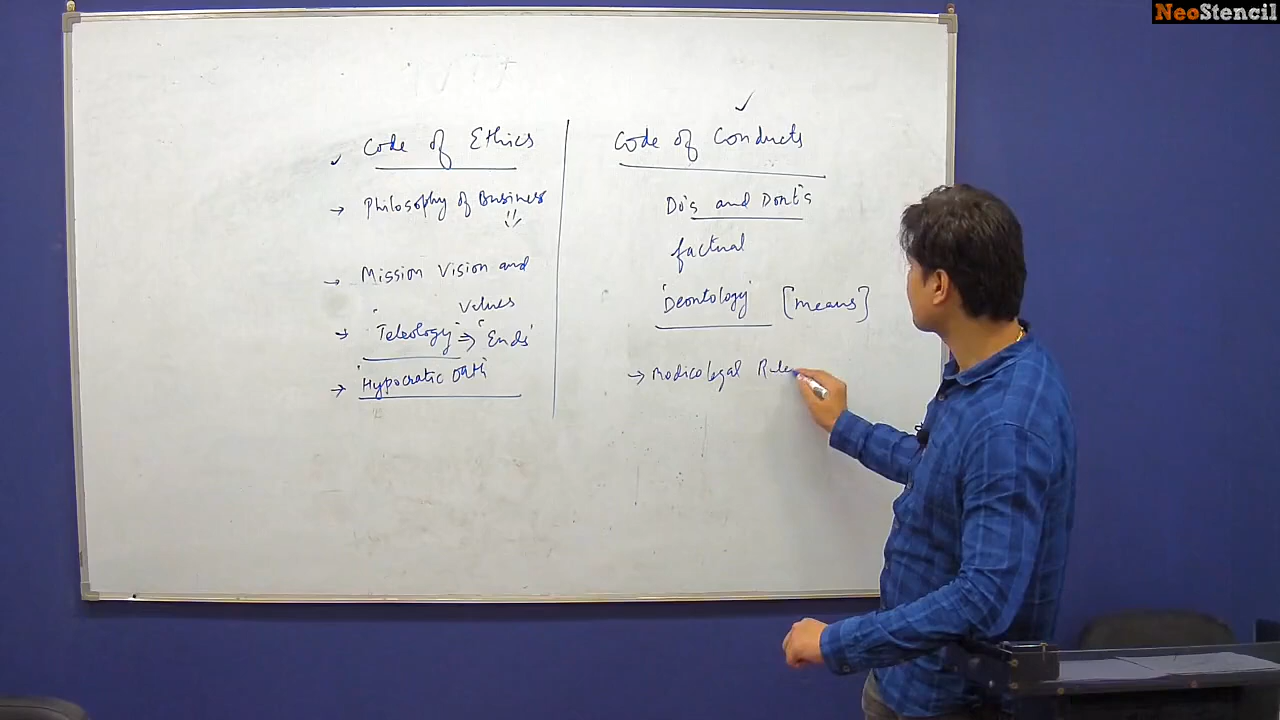 NeoStencil
Code of Ethics
→ Philosophy of Business
→ Mission Vision and
Values
→ "Teleology" ⇒ "Ends"
→ "Hypocratic Oath"
Code of Conducts
Do's and Dont's
factual
'Deontology' [means]
→ Medicolegal Rules